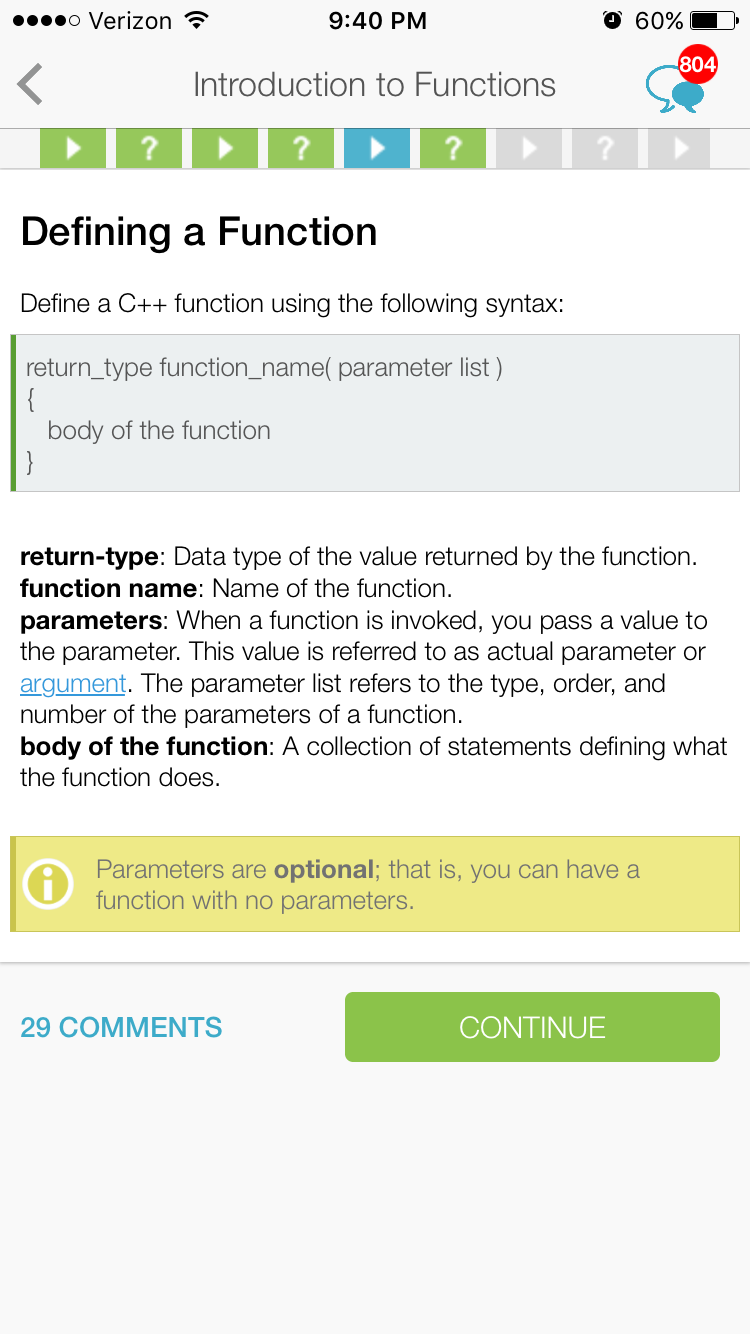 Verizon 9:40 PM 60%
Introduction to Functions 804
? ? ? ?
Defining a Function
Define a C++ function using the following syntax:
return_type function_name( parameter list )
{
body of the function
}
return-type: Data type of the value returned by the function.
function name: Name of the function.
parameters: When a function is invoked, you pass a value to
the parameter. This value is referred to as actual parameter or
argument. The parameter list refers to the type, order, and
number of the parameters of a function.
body of the function: A collection of statements defining what
the function does.
Parameters are optional; that is, you can have a
function with no parameters.
29 COMMENTS CONTINUE